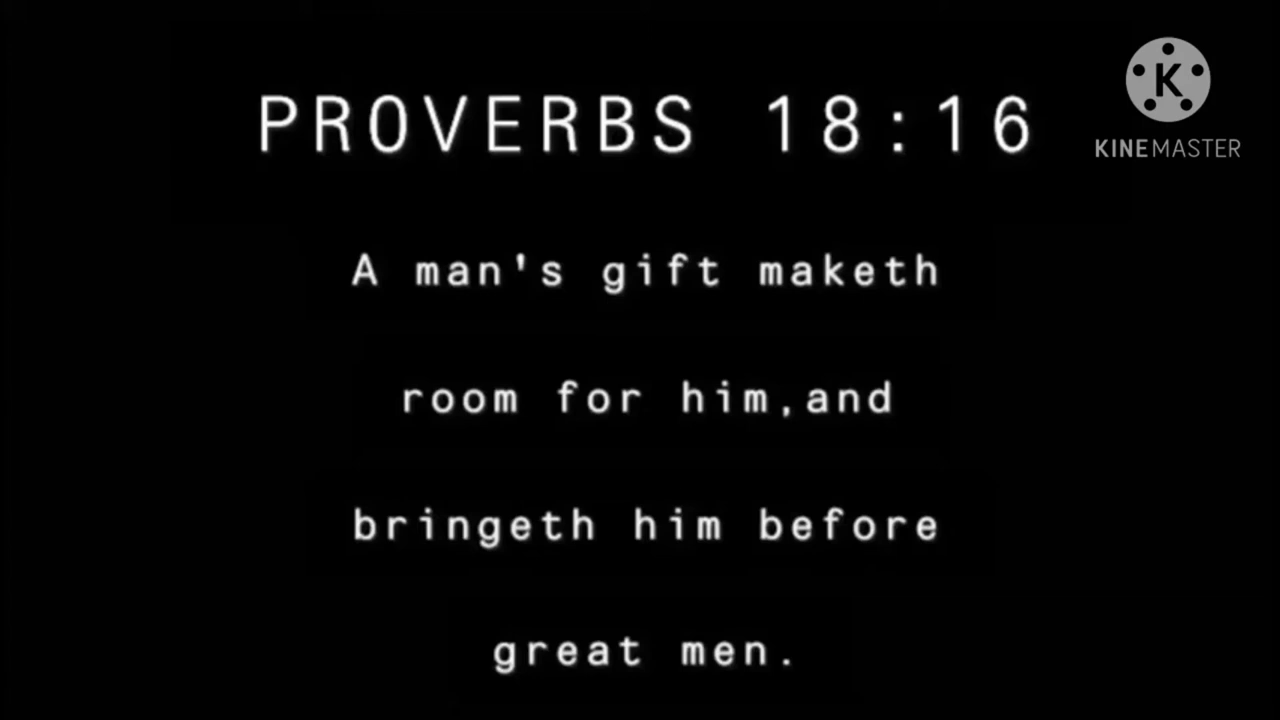 PROVERBS 18:16
K
KINEMASTER
A man's gift maketh
room for him,and
bringeth him before
great men.